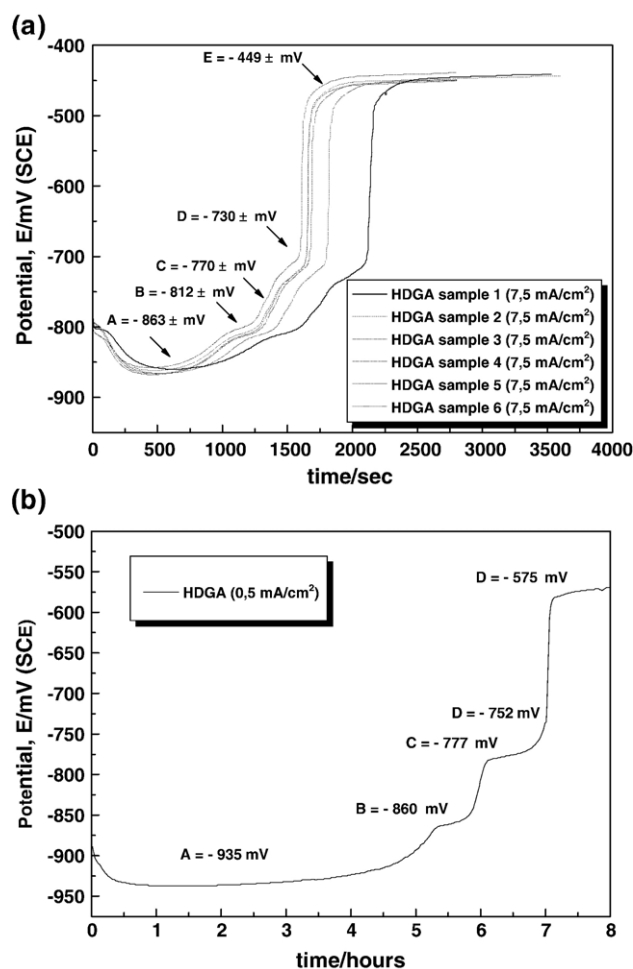 (a)
-400
-500
-600
-700
-800
-900
Potential, E/mV (SCE)
E = - 449 ± mV
D = - 730 ± mV
C = - 770 ± mV
B = - 812 ± mV
A = - 863 ± mV
HDGA sample 1 (7,5 mA/cm²)
HDGA sample 2 (7,5 mA/cm²)
HDGA sample 3 (7,5 mA/cm²)
HDGA sample 4 (7,5 mA/cm²)
HDGA sample 5 (7,5 mA/cm²)
HDGA sample 6 (7,5 mA/cm²)
0 500 1000 1500 2000 2500 3000 3500 4000
time/sec
(b)
-500
-550
-600
-650
-700
-750
-800
-850
-900
-950
Potential, E/mV (SCE)
HDGA (0,5 mA/cm²)
D = - 575 mV
D = - 752 mV
C = - 777 mV
B = - 860 mV
A = - 935 mV
0 1 2 3 4 5 6 7 8
time/hours